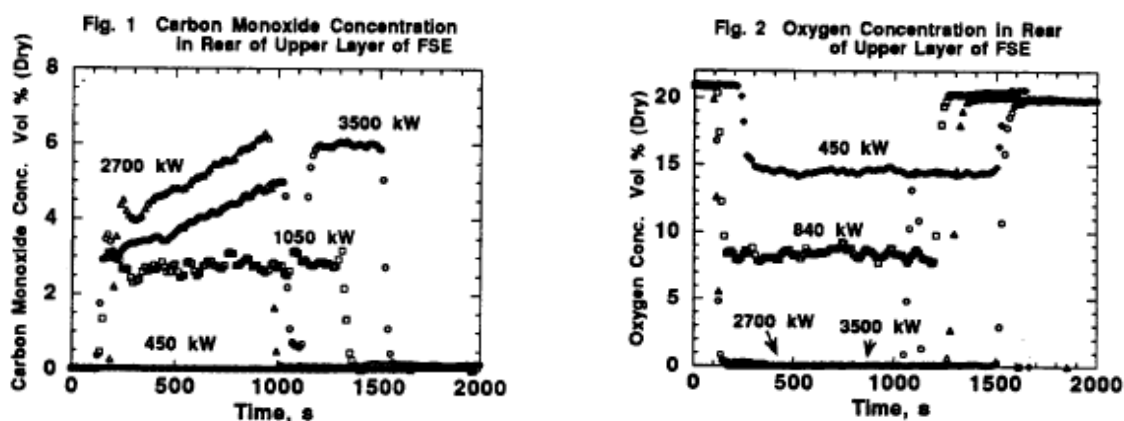 Fig. 1 Carbon Monoxide Concentration
in Rear of Upper Layer of FSE
Carbon Monoxide Conc. Vol % (Dry)
8
6
4
2
0
2700 kW
3500 kW
1050 kW
450 kW
0 500 1000 1500 2000
Time, s
Fig. 2 Oxygen Concentration in Rear
of Upper Layer of FSE
Oxygen Conc. Vol % (Dry)
20
15
10
5
0
450 kW
840 kW
2700 kW
3500 kW
500 1000 1500 2000
Time, s